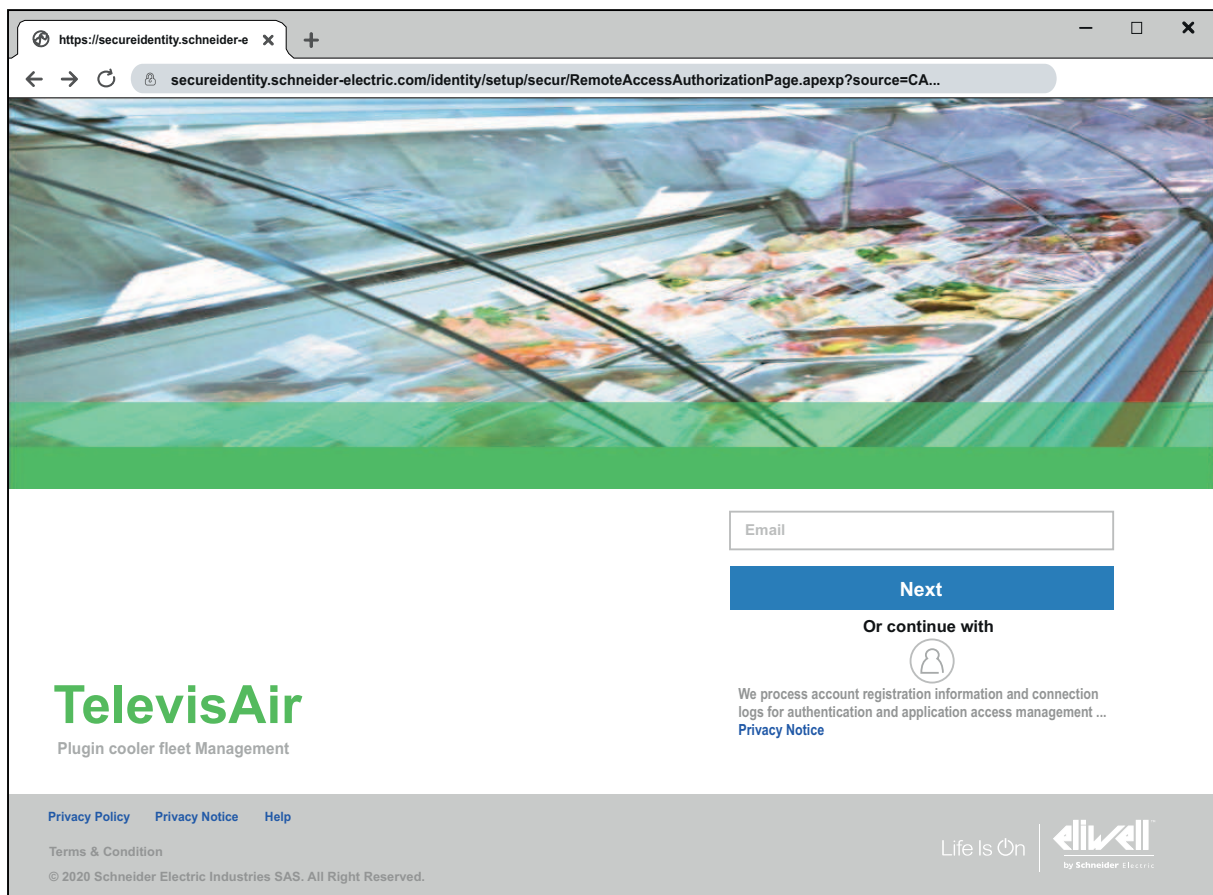 https://secureidentity.schneider-e
secureidentity.schneider-electric.com/identity/setup/secur/RemoteAccessAuthorizationPage.apexp?source=CA...
Email
Next
Or continue with
We process account registration information and connection
logs for authentication and application access management ...
Privacy Notice
TelevisAir
Plugin cooler fleet Management
Privacy Policy Privacy Notice Help
Terms & Condition
© 2020 Schneider Electric Industries SAS. All Right Reserved.
Life Is On
eliwell
by Schneider Electric